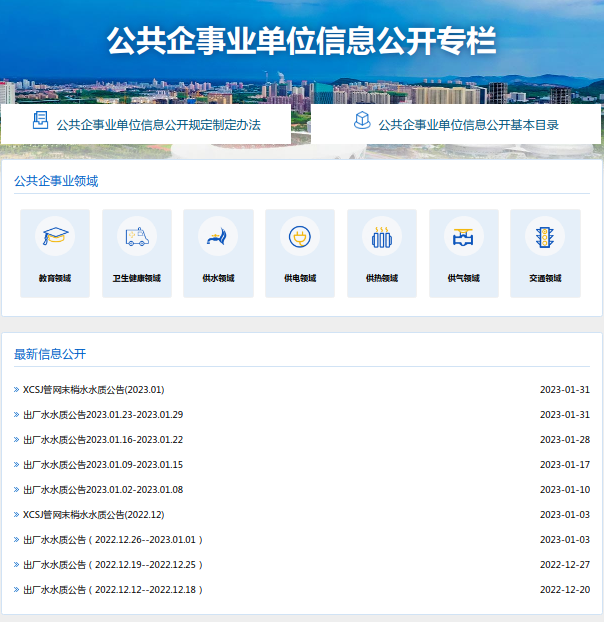 公共企事业单位信息公开专栏
公共企事业单位信息公开规定制定办法 公共企事业单位信息公开基本目录
公共企事业领域
教育领域 卫生健康领域 供水领域 供电领域 供热领域 供气领域 交通领域
最新信息公开
XCSJ管网末梢水水质公告(2023.01) 2023-01-31
出厂水水质公告2023.01.23-2023.01.29 2023-01-31
出厂水水质公告2023.01.16-2023.01.22 2023-01-28
出厂水水质公告2023.01.09-2023.01.15 2023-01-17
出厂水水质公告2023.01.02-2023.01.08 2023-01-10
XCSJ管网末梢水水质公告(2022.12) 2023-01-03
出厂水水质公告（2022.12.26--2023.01.01） 2023-01-03
出厂水水质公告（2022.12.19--2022.12.25） 2022-12-27
出厂水水质公告（2022.12.12--2022.12.18） 2022-12-20